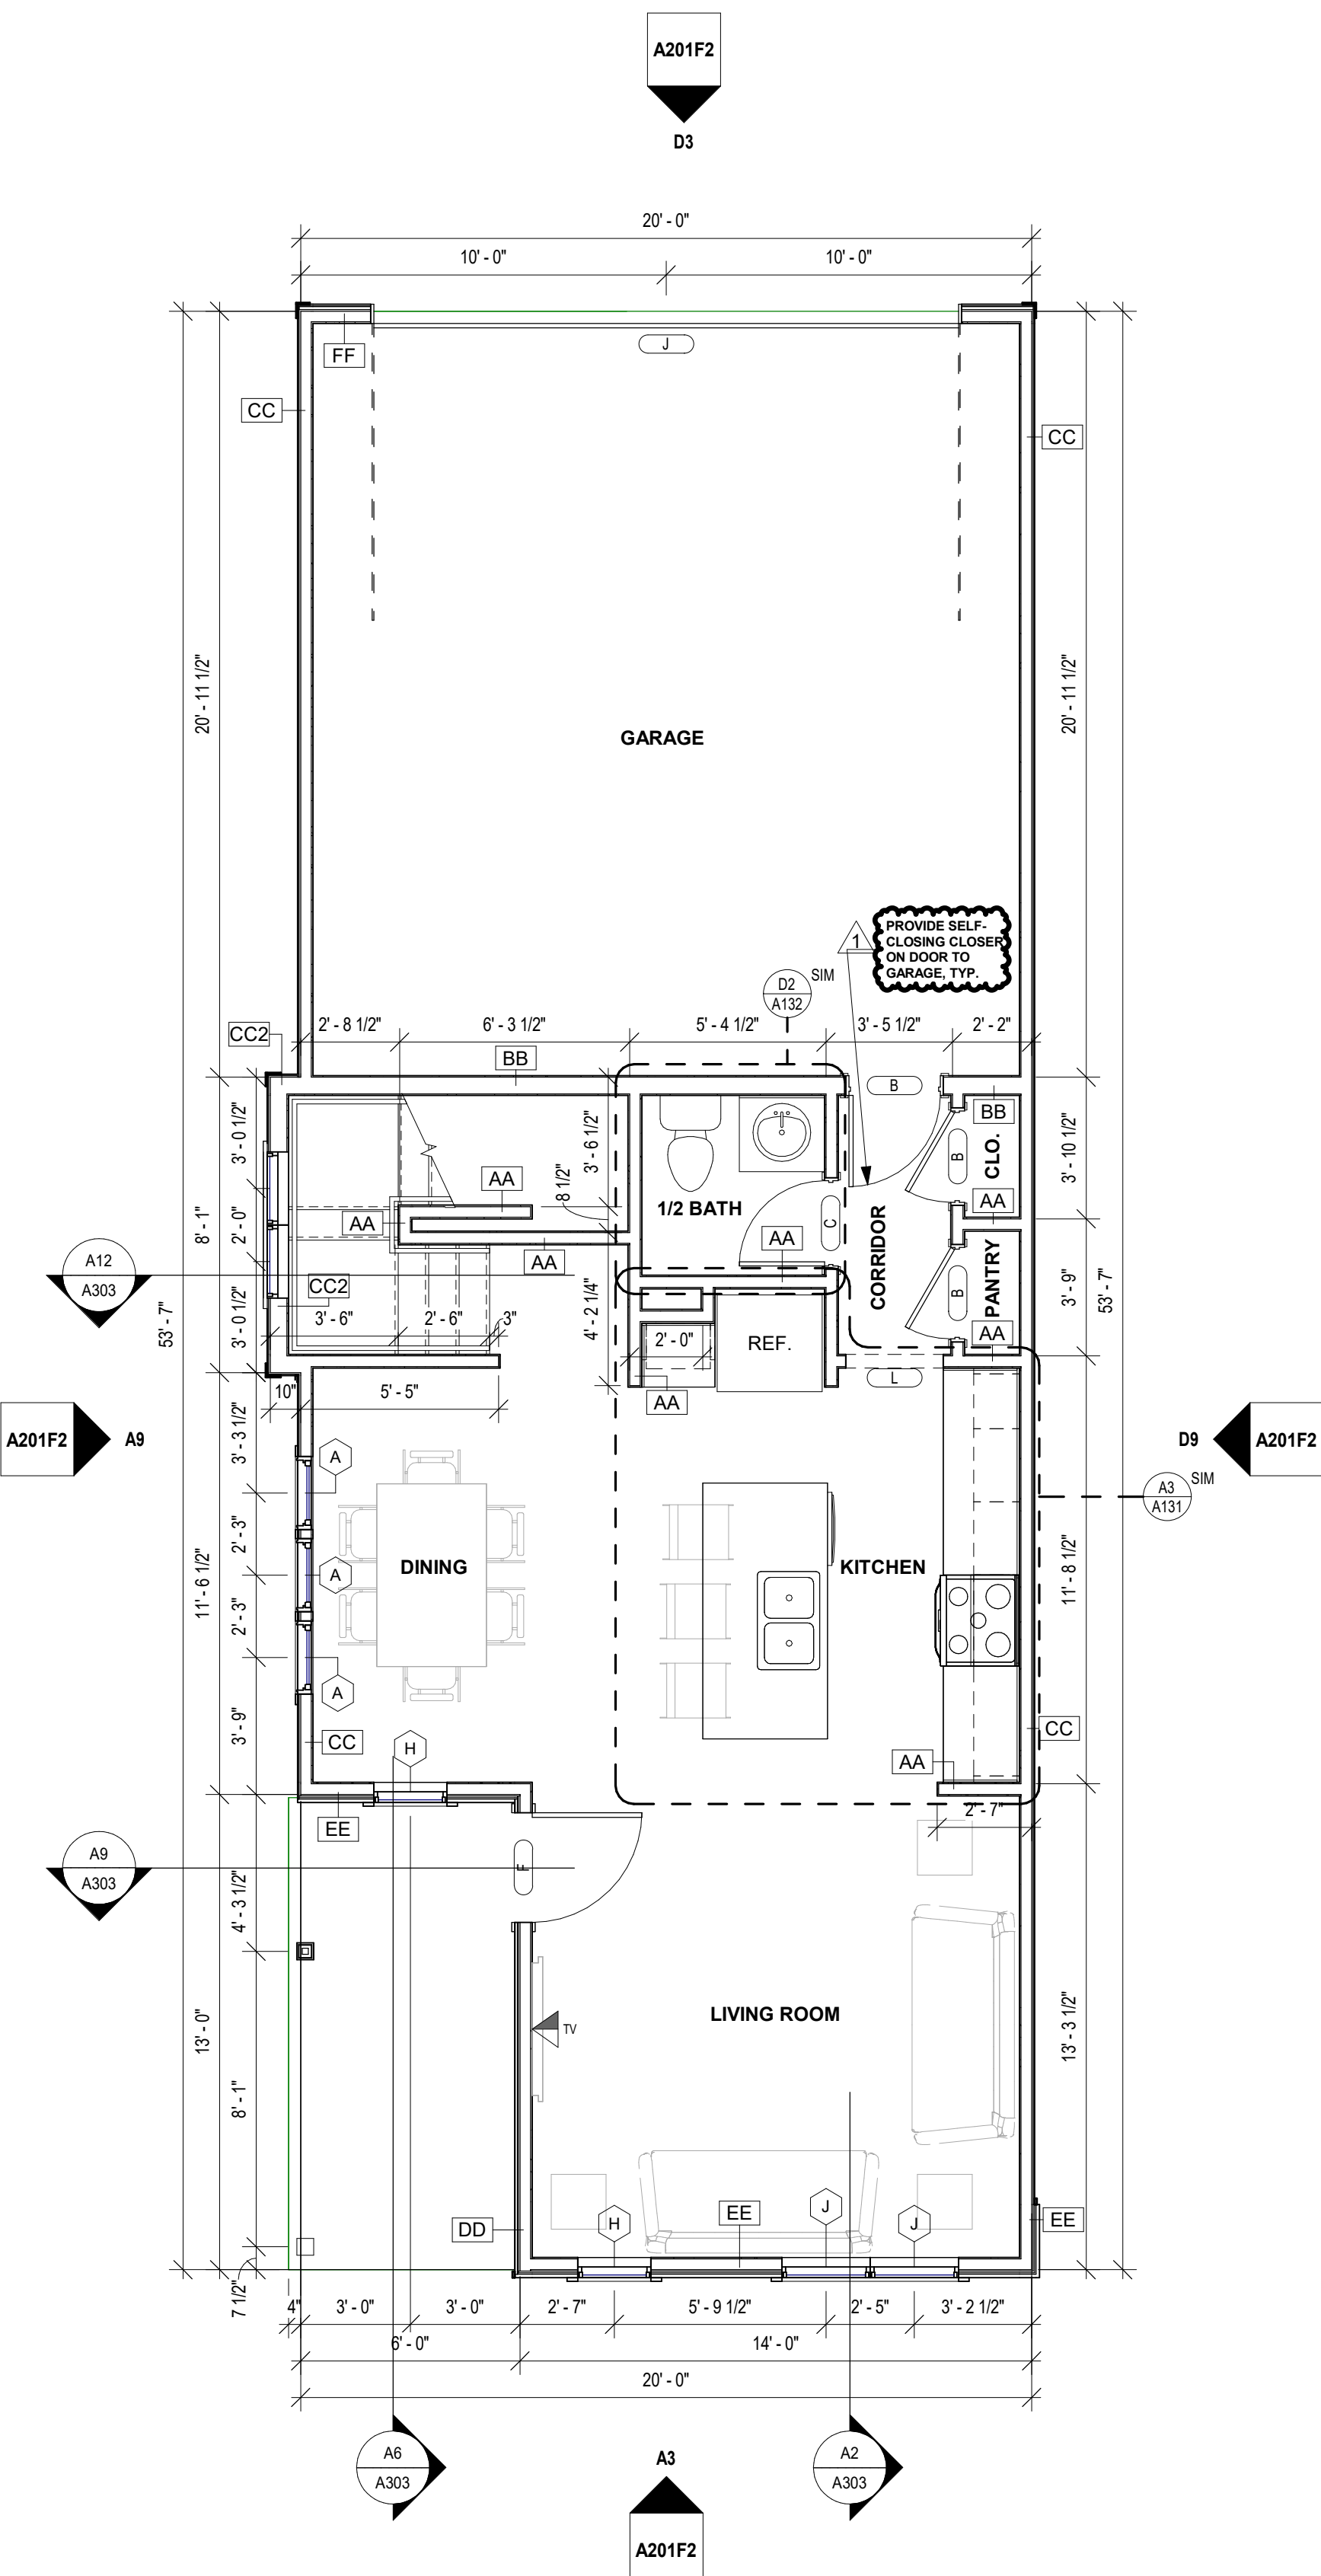 A201F2
D3
20' - 0"
10' - 0"
10' - 0"
J
FF
CC
CC
20' - 11 1/2"
20' - 11 1/2"
GARAGE
1
PROVIDE SELF-
CLOSING CLOSER
ON DOOR TO
GARAGE, TYP.
D2
A132
SIM
2' - 8 1/2"
6' - 3 1/2"
5' - 4 1/2"
3' - 5 1/2"
2' - 2"
CC2
BB
B
BB
3' - 0 1/2"
3' - 6 1/2"
3' - 10 1/2"
B
CLO.
8 1/2"
AA
AA
AA
AA
1/2 BATH
C
AA
8' - 1"
2' - 0"
CORRIDOR
A12
A303
CC2
3' - 0 1/2"
3' - 6"
2' - 6"
3"
4' - 2 1/4"
2' - 0"
REF.
B
PANTRY
AA
3' - 9"
53' - 7"
53' - 7"
L
AA
10"
5' - 5"
A201F2
A9
D9
A201F2
3' - 3 1/2"
A
A3
A131
SIM
2' - 3"
11' - 6 1/2"
A
DINING
KITCHEN
11' - 8 1/2"
2' - 3"
A
3' - 9"
CC
H
CC
AA
EE
2' - 7"
A9
A303
F
4' - 3 1/2"
LIVING ROOM
TV
13' - 0"
13' - 3 1/2"
8' - 1"
DD
H
EE
J
J
EE
7 1/2"
4"
3' - 0"
3' - 0"
2' - 7"
5' - 9 1/2"
2' - 5"
3' - 2 1/2"
6' - 0"
14' - 0"
20' - 0"
A6
A303
A3
A2
A303
A201F2